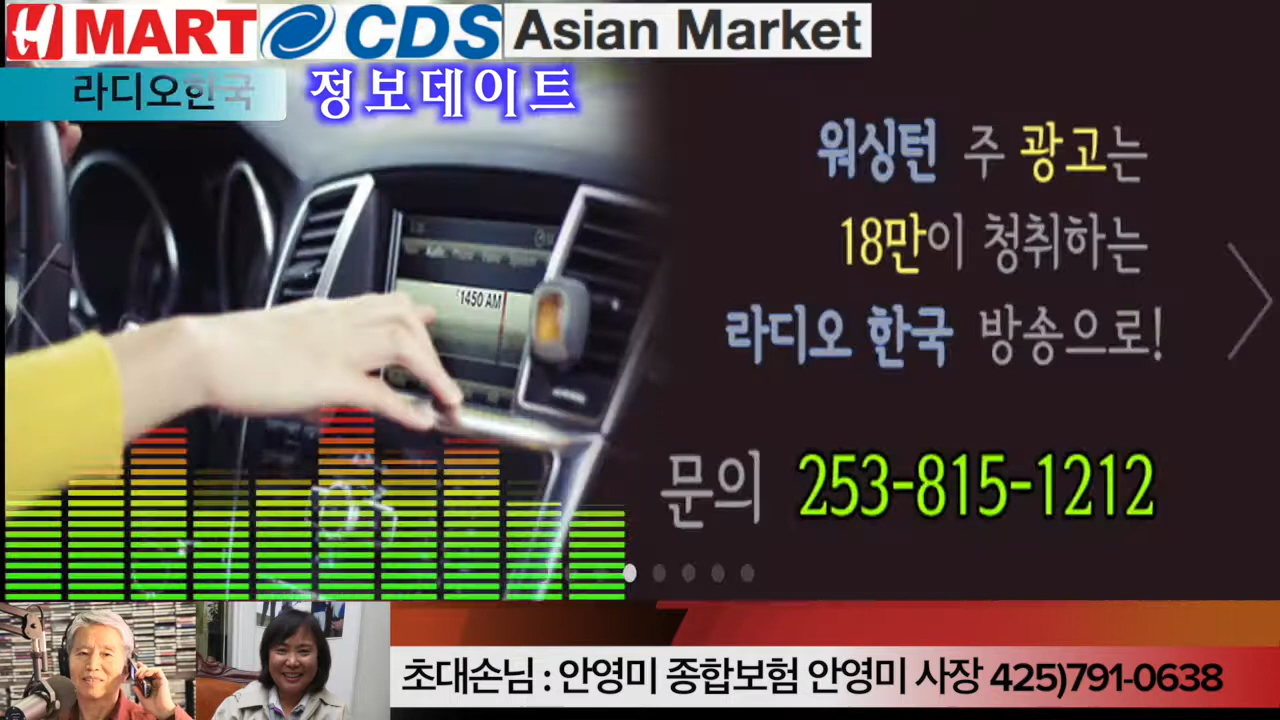 H MART CDS Asian Market
라디오한국 정보데이트
워싱턴 주 광고는
18만이 청취하는
라디오 한국 방송으로!
1450 AM
문의 253-815-1212
초대손님 : 안영미 종합보험 안영미 사장 425)791-0638